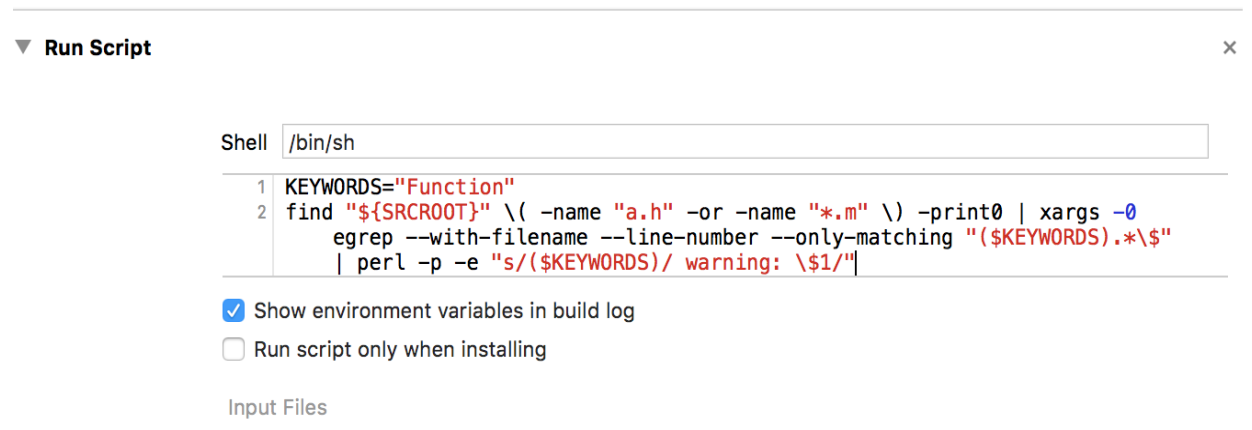 Run Script
Shell
/bin/sh
1 KEYWORDS="Function"
2 find "${SRCROOT}" \( -name "a.h" -or -name "*.m" \) -print0 | xargs -0
egrep --with-filename --line-number --only-matching "($KEYWORDS).*\$"
| perl -p -e "s/($KEYWORDS)/ warning: \$1/"
Show environment variables in build log
Run script only when installing
Input Files